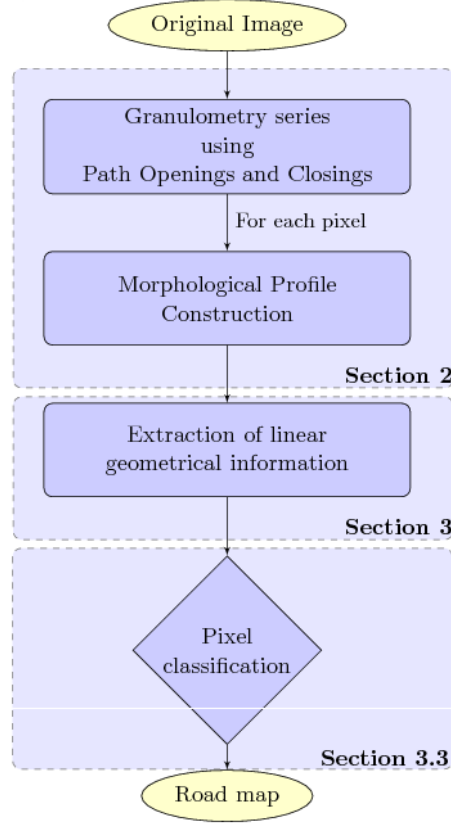 Original Image
Granulometry series
using
Path Openings and Closings
For each pixel
Morphological Profile
Construction
Section 2
Extraction of linear
geometrical information
Section 3
Pixel
classification
Section 3.3
Road map